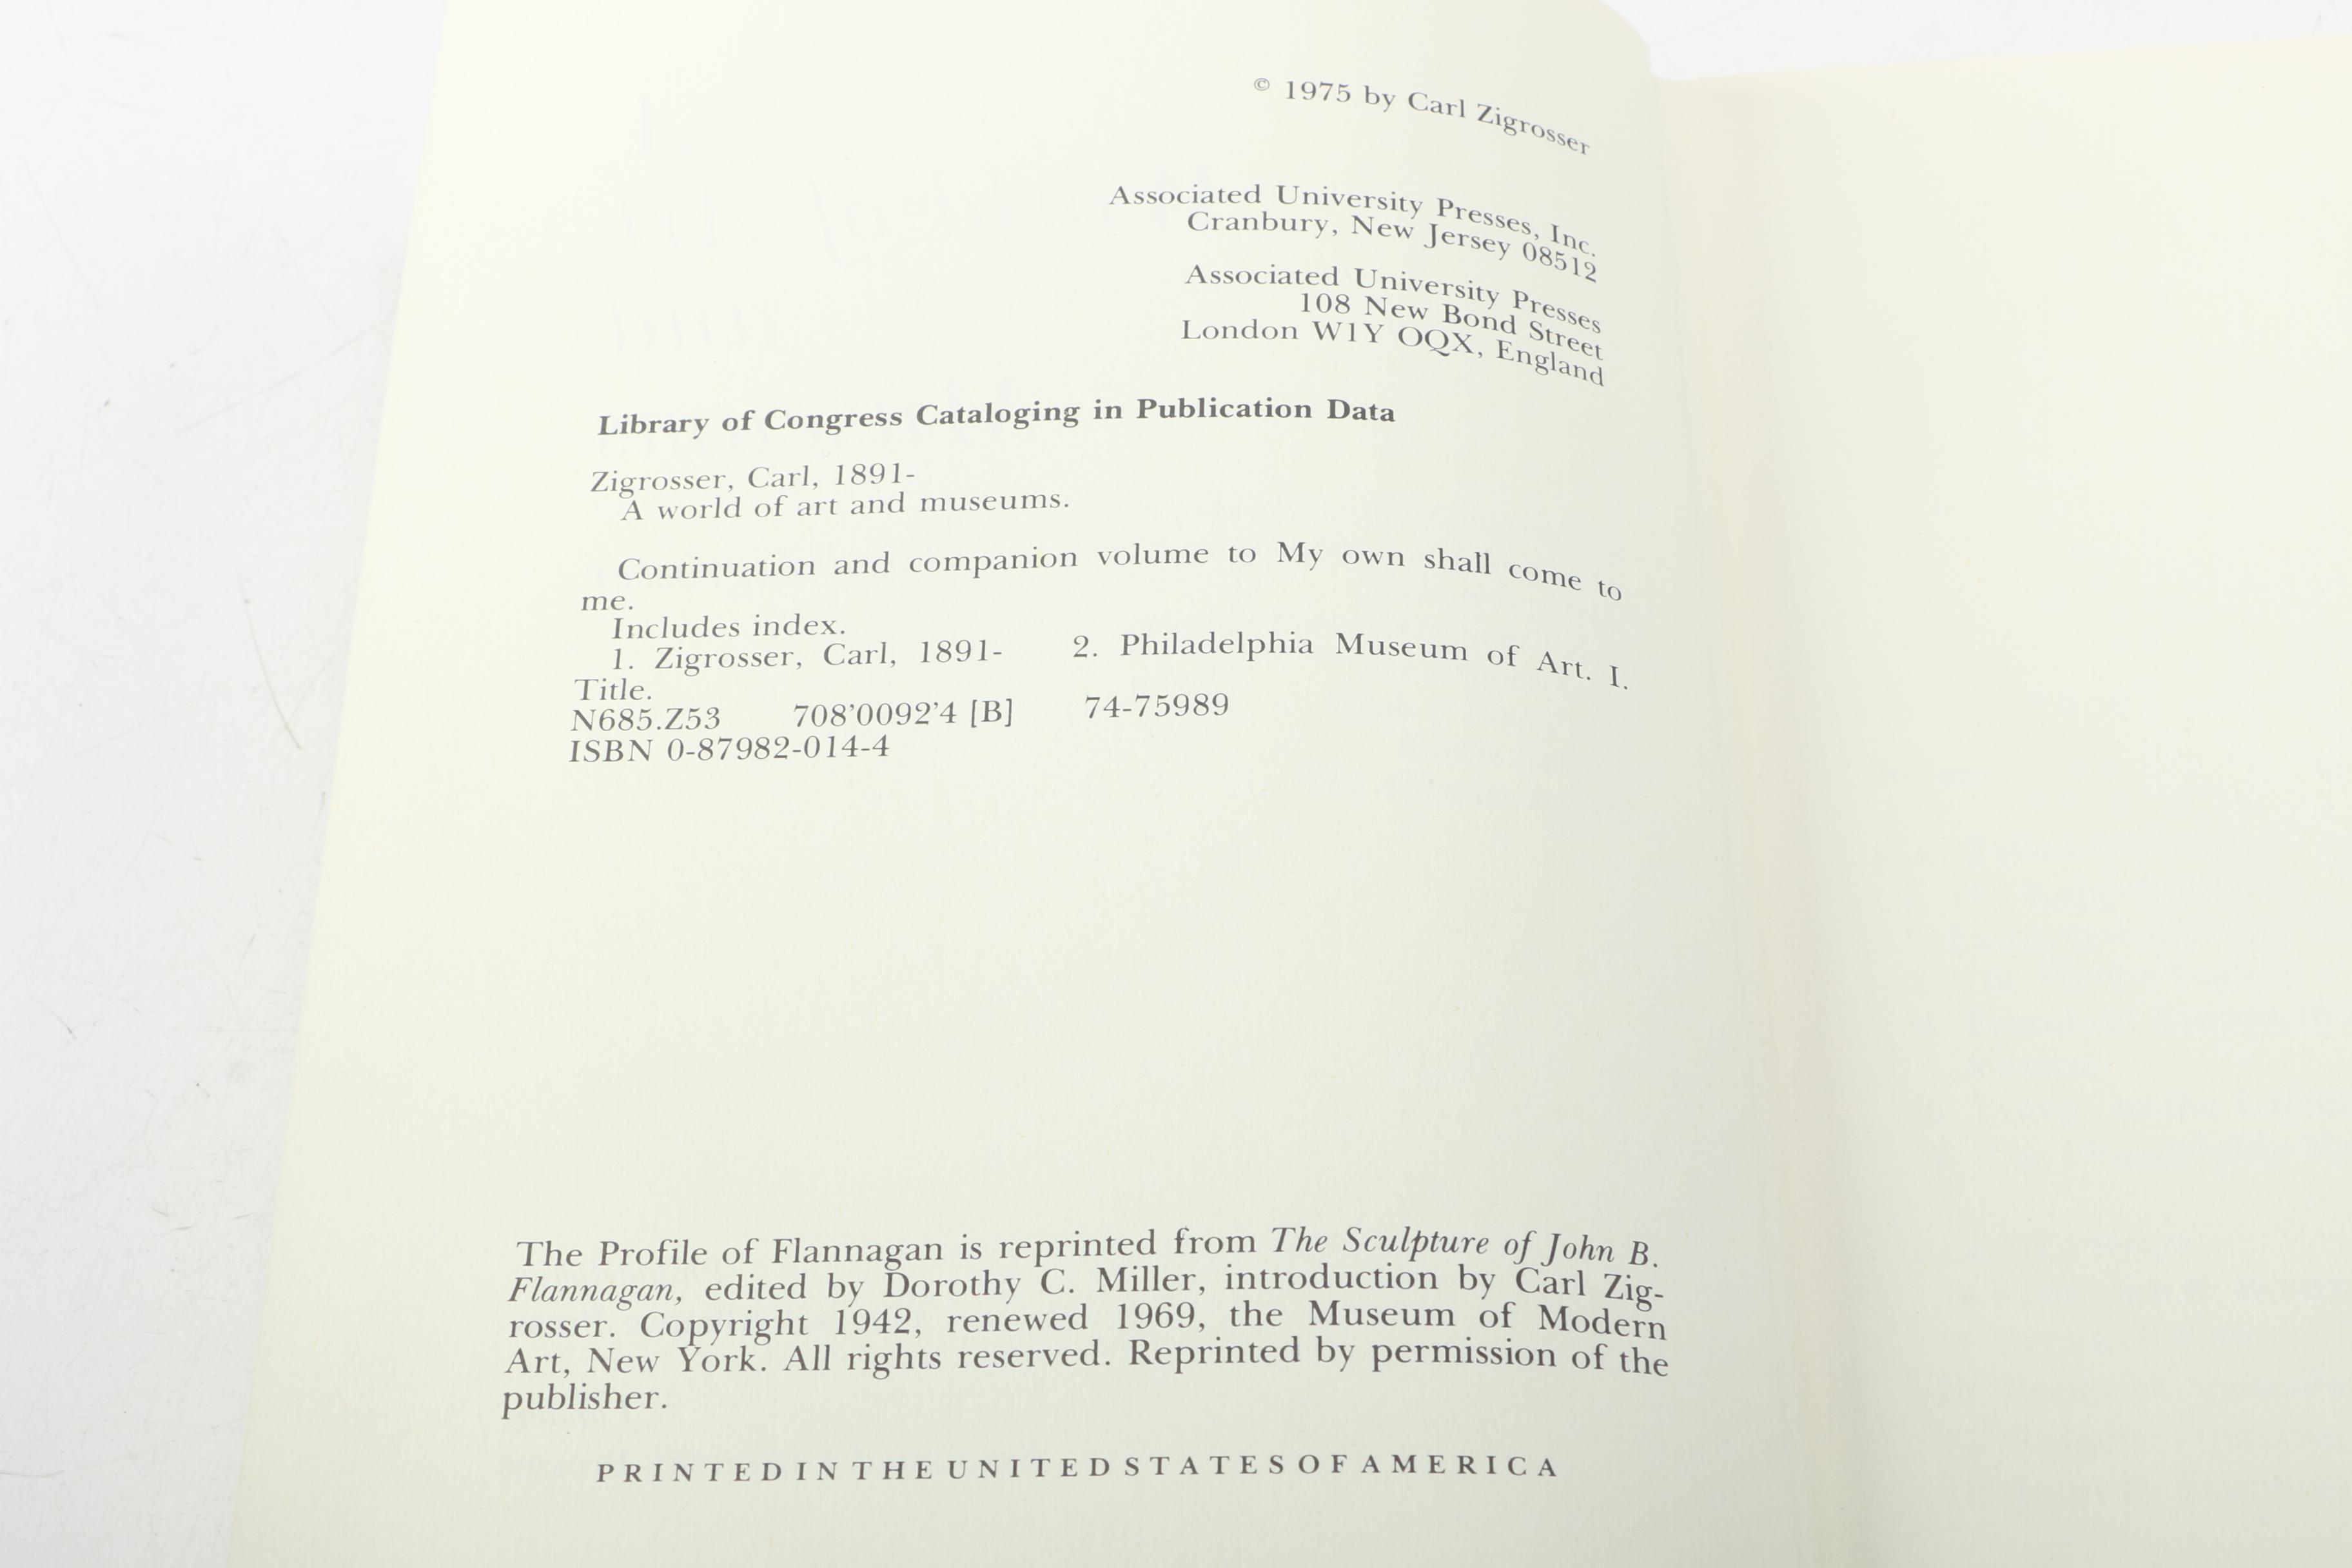 © 1975 by Carl Zigrosser
Associated University Presses, Inc.
Cranbury, New Jersey 08512
Associated University Presses
108 New Bond Street
London W1Y OQX, England
Library of Congress Cataloging in Publication Data
Zigrosser, Carl, 1891-
A world of art and museums.
Continuation and companion volume to My own shall come to
me.
Includes index.
1. Zigrosser, Carl, 1891- 2. Philadelphia Museum of Art. I.
Title.
N685.Z53 708'0092'4 [B] 74-75989
ISBN 0-87982-014-4
The Profile of Flannagan is reprinted from The Sculpture of John B.
Flannagan, edited by Dorothy C. Miller, introduction by Carl Zig-
rosser. Copyright 1942, renewed 1969, the Museum of Modern
Art, New York. All rights reserved. Reprinted by permission of the
publisher.
PRINTED IN THE UNITED STATES OF AMERICA